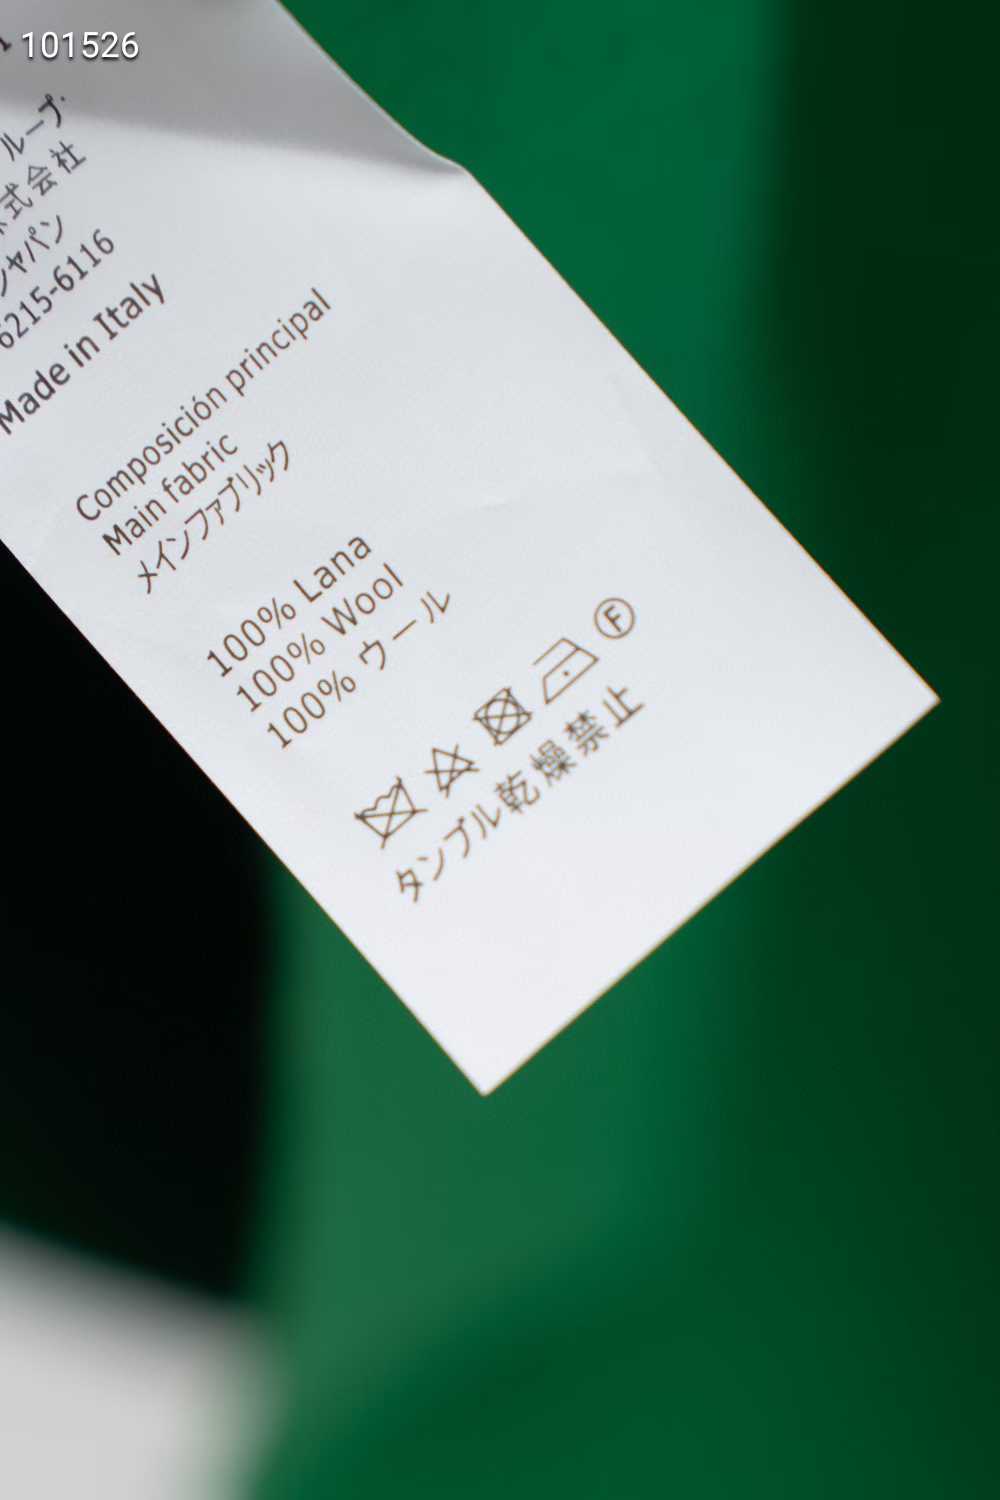 101526
ループ
式会社
ジャパン
6215-6116
Made in Italy
Composición principal
Main fabric
メインファブリック
100% Lana
100% Wool
100% ウール
F
タンブル乾燥禁止